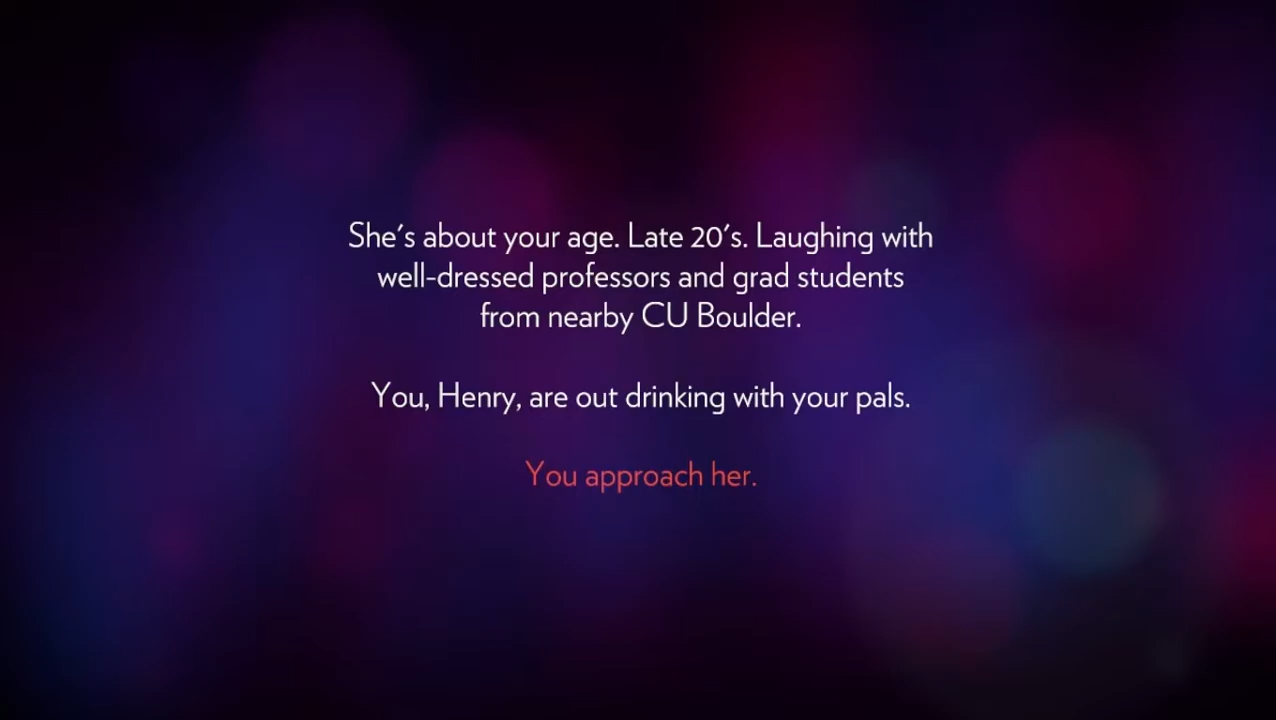 She's about your age. Late 20's. Laughing with
well-dressed professors and grad students
from nearby CU Boulder.
You, Henry, are out drinking with your pals.
You approach her.